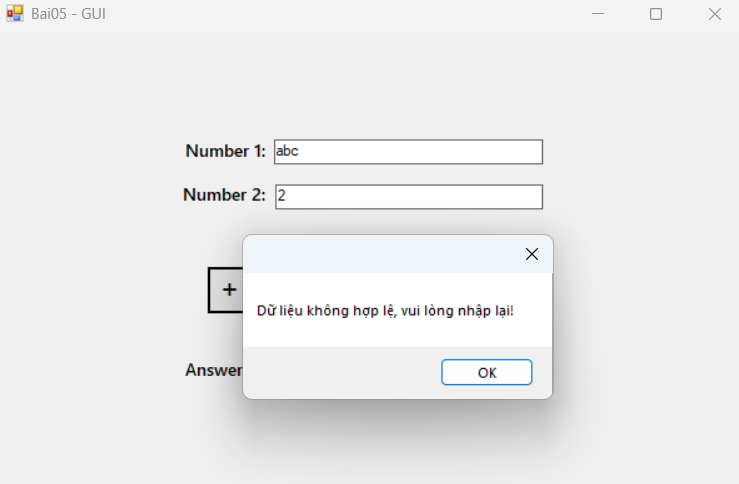 Bai05 - GUI
Number 1: abc
Number 2: 2
+
Dữ liệu không hợp lệ, vui lòng nhập lại!
Answer
OK